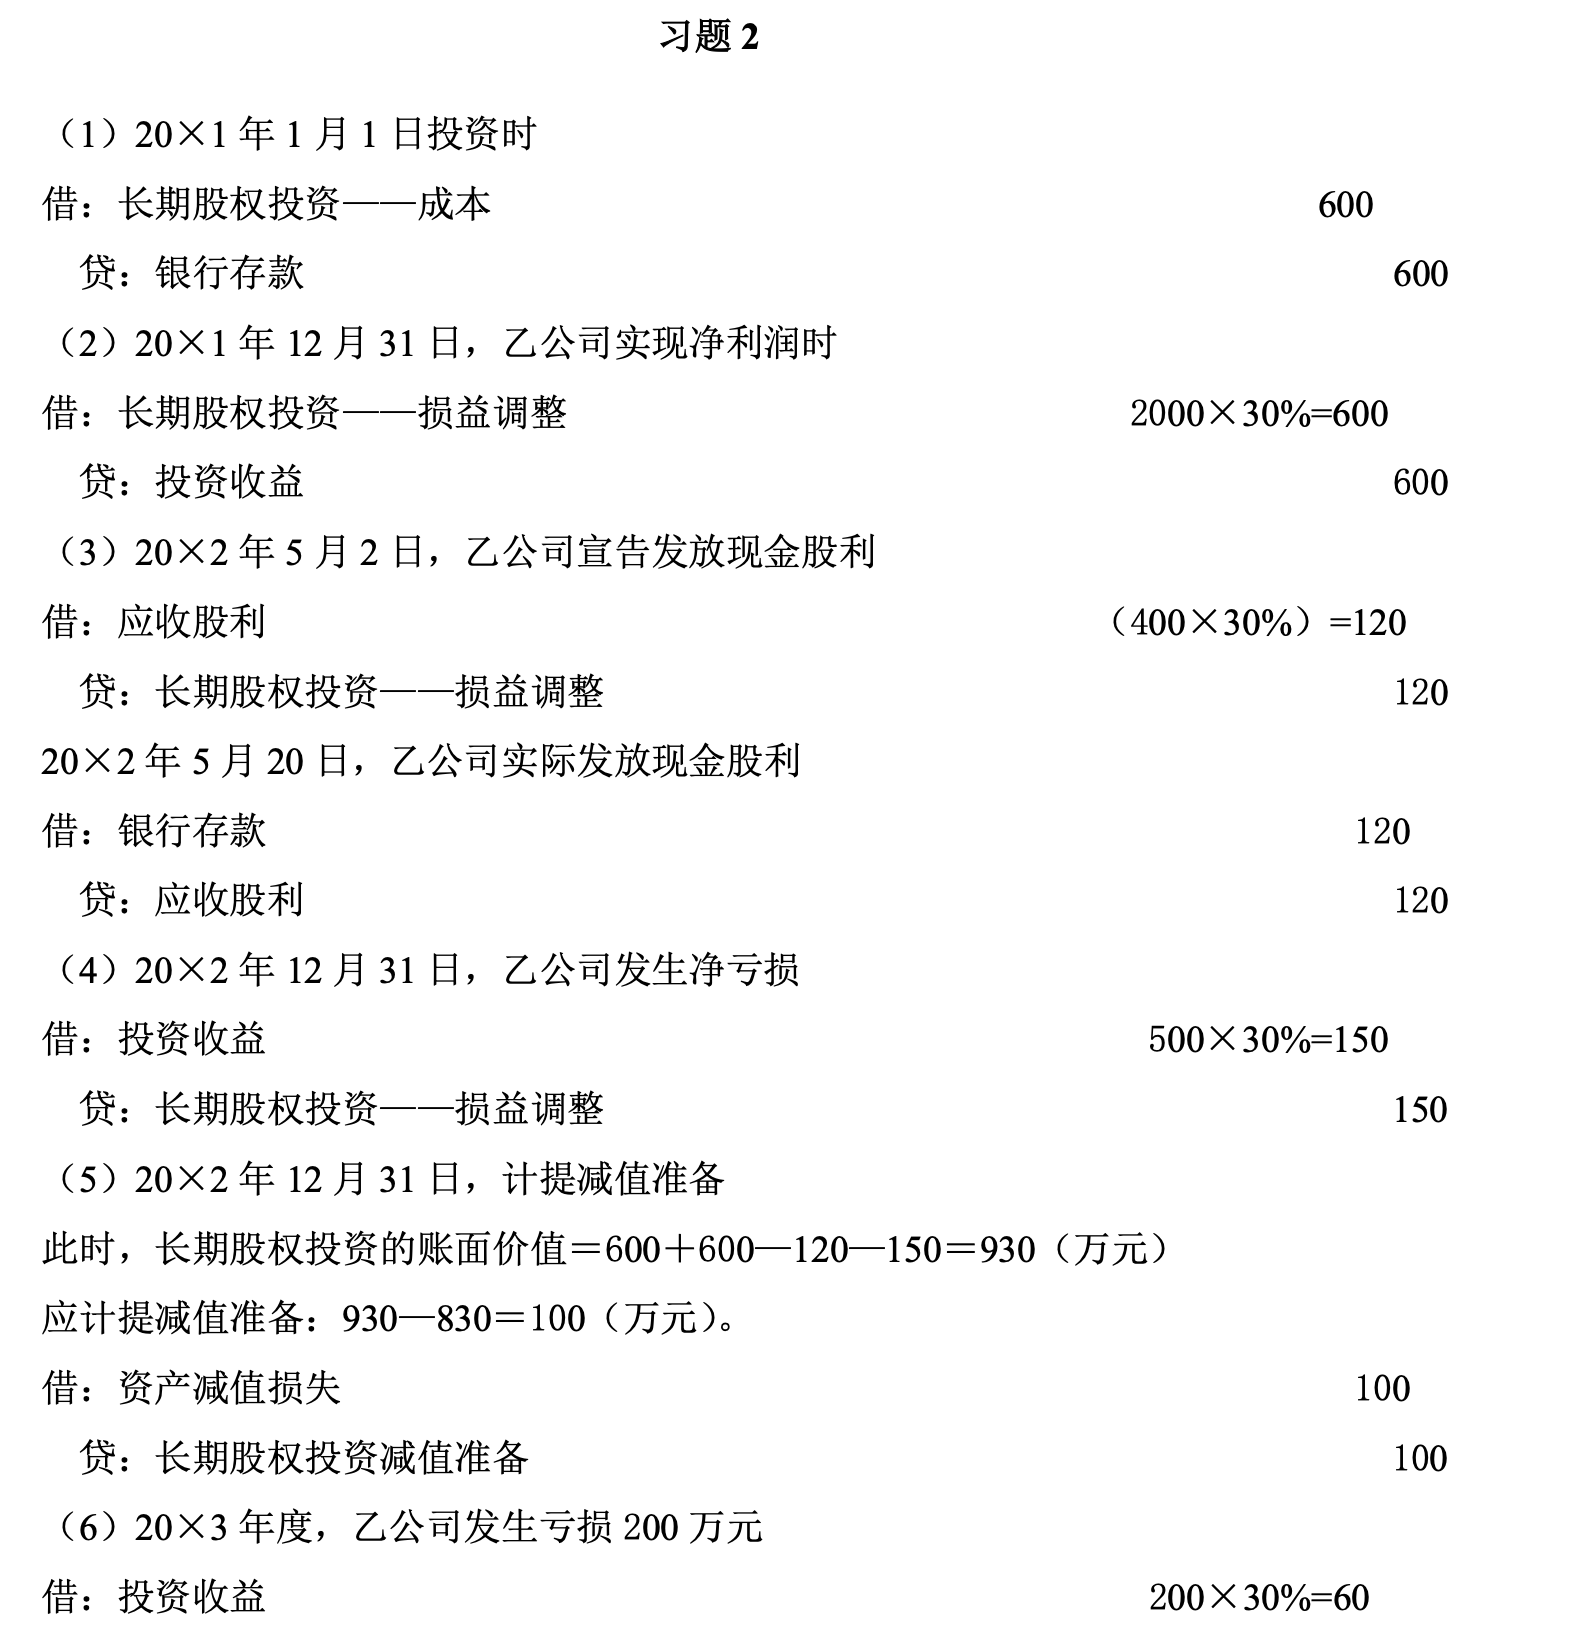 习题 2
（1）20×1 年 1 月 1 日投资时
借：长期股权投资——成本 600
贷：银行存款 600
（2）20×1 年 12 月 31 日，乙公司实现净利润时
借：长期股权投资——损益调整 2000×30%=600
贷：投资收益 600
（3）20×2 年 5 月 2 日，乙公司宣告发放现金股利
借：应收股利 （400×30%）=120
贷：长期股权投资——损益调整 120
20×2 年 5 月 20 日，乙公司实际发放现金股利
借：银行存款 120
贷：应收股利 120
（4）20×2 年 12 月 31 日，乙公司发生净亏损
借：投资收益 500×30%=150
贷：长期股权投资——损益调整 150
（5）20×2 年 12 月 31 日，计提减值准备
此时，长期股权投资的账面价值＝600＋600—120—150＝930（万元）
应计提减值准备：930—830＝100（万元）。
借：资产减值损失 100
贷：长期股权投资减值准备 100
（6）20×3 年度，乙公司发生亏损 200 万元
借：投资收益 200×30%=60